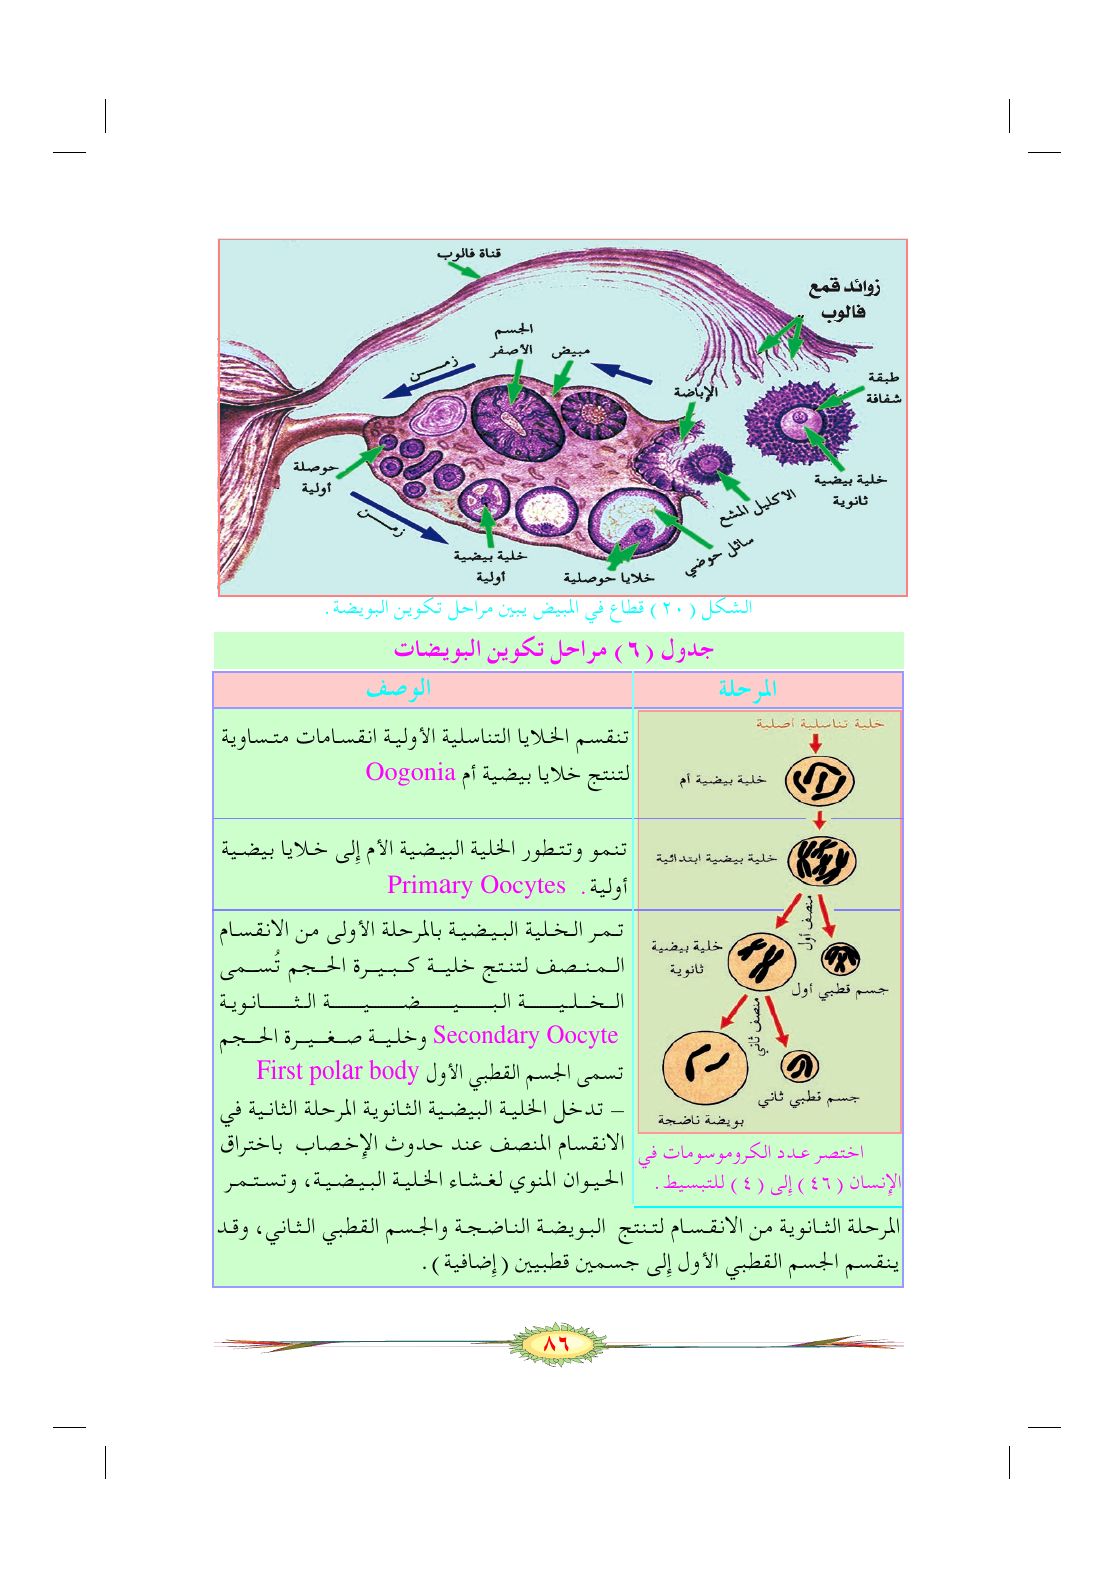 قناة فالوب
زوائد قمع
فالوب
الجسم
الأصفر
مبيض
زمـــن
الإباضة
طبقة
شفافة
حوصلة
أولية
خلية بيضية
ثانوية
الاكليل المشع
زمـــن
سائل حوضي
خلية بيضية
أولية
خلايا حوصلية
الشكل (٢٠) قطاع في المبيض يبين مراحل تكوين البويضة .
جدول (٦) مراحل تكوين البويضات
المرحلة
الوصف
خلية تناسلية اصلية
خلية بيضية أم
تنقسم الخلايا التناسلية الأولية انقسامات متساوية
لتنتج خلايا بيضية أم Oogonia
خلية بيضية ابتدائية
تنمو وتتطور الخلية البيضية الأم إلى خلايا بيضية
أولية . Primary Oocytes
منصف أول
خلية بيضية
ثانوية
جسم قطبي أول
منصف ثاني
جسم قطبي ثاني
بويضة ناضجة
اختصر عدد الكروموسومات في
الإنسان (٤٦) إلى (٤) للتبسيط .
تمر الخلية البيضية بالمرحلة الأولى من الانقسام
المنصف لتنتج خلية كبيرة الحجم تُسمى
الخلية البيضية الثانوية
Secondary Oocyte وخلية صغيرة الحجم
تسمى الجسم القطبي الأول First polar body
– تدخل الخلية البيضية الثانوية المرحلة الثانية في
الانقسام المنصف عند حدوث الإخصاب باختراق
الحيوان المنوي لغشاء الخلية البيضية، وتستمر
المرحلة الثانوية من الانقسام لتنتج البويضة الناضجة والجسم القطبي الثاني، وقد
ينقسم الجسم القطبي الأول إلى جسمين قطبيين (إضافية) .
٨٦